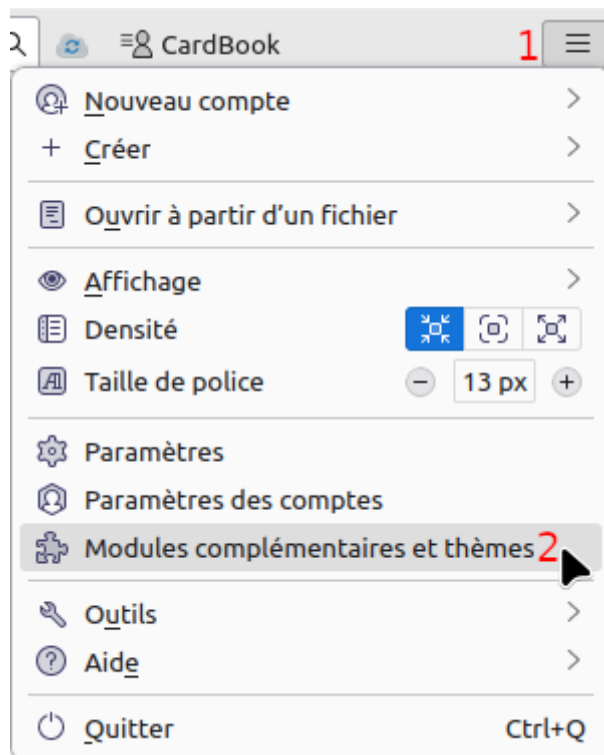 CardBook 1
Nouveau compte
Créer
Ouvrir à partir d’un fichier
Affichage
Densité
Taille de police 13 px
Paramètres
Paramètres des comptes
Modules complémentaires et thèmes 2
Outils
Aide
Quitter Ctrl+Q